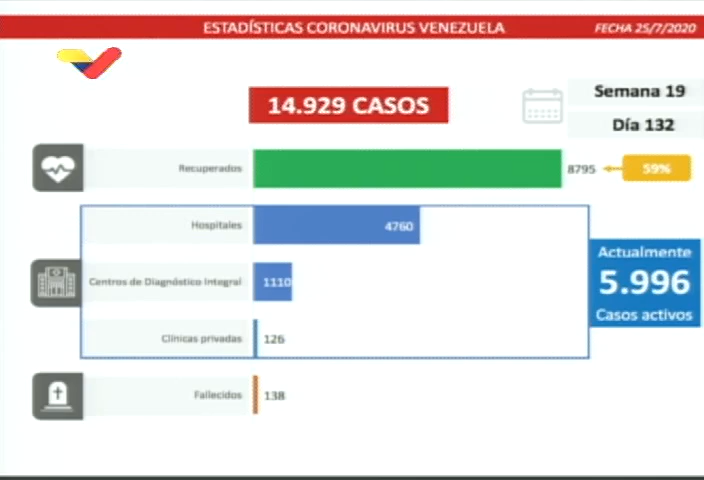 ESTADÍSTICAS CORONAVIRUS VENEZUELA
FECHA 25/7/2020
14.929 CASOS
Semana 19
Día 132
Recuperados
8795
59%
Hospitales
4760
Centros de Diagnóstico Integral
1110
Clínicas privadas
126
Actualmente
5.996
Casos activos
Fallecidos
138